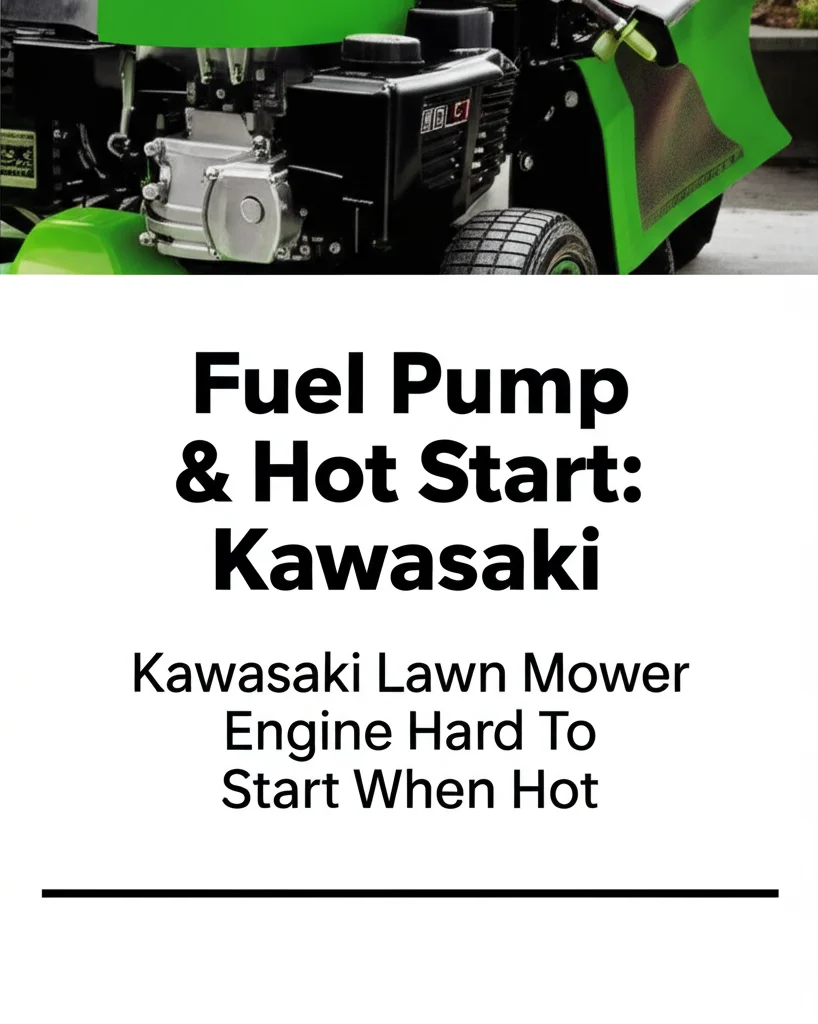 Fuel Pump
& Hot Start:
Kawasaki
Kawasaki Lawn Mower
Engine Hard To
Start When Hot